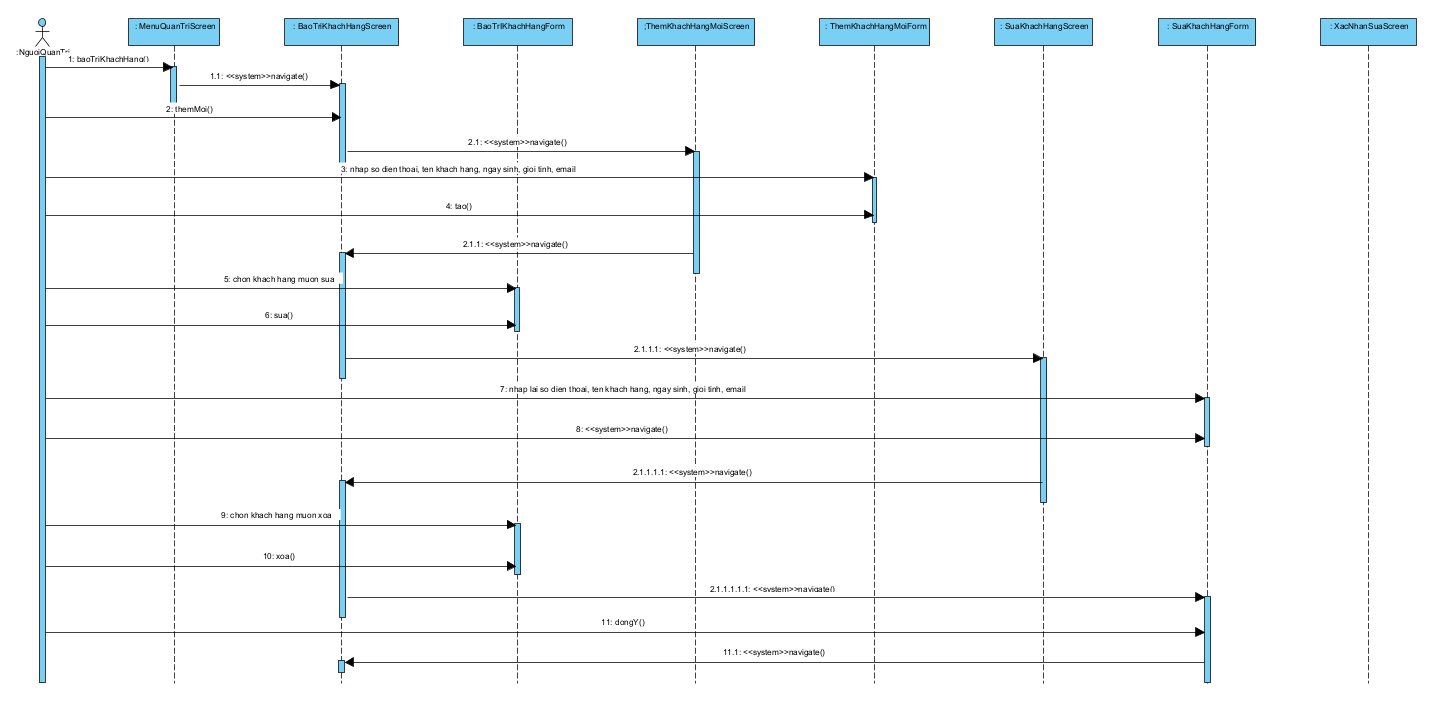 : MenuQuanTriScreen
: BaoTriKhachHangScreen
: BaoTrIKhachHangForm
:ThemKhachHangMoiScreen
: ThemKhachHangMoiForm
: SuaKhachHangScreen
: SuaKhachHangForm
: XacNhanSuaScreen
:NguoiQuanTri
1: baoTriKhachHang()
1.1: <<system>>navigate()
2: themMoi()
2.1: <<system>>navigate()
3: nhap so dien thoai, ten khach hang, ngay sinh, gioi tinh, email
4: tao()
2.1.1: <<system>>navigate()
5: chon khach hang muon sua
6: sua()
2.1.1.1: <<system>>navigate()
7: nhap lai so dien thoai, ten khach hang, ngay sinh, gioi tinh, email
8: <<system>>navigate()
2.1.1.1.1: <<system>>navigate()
9: chon khach hang muon xoa
10: xoa()
2.1.1.1.1.1: <<system>>navigate()
11: dongY()
11.1: <<system>>navigate()